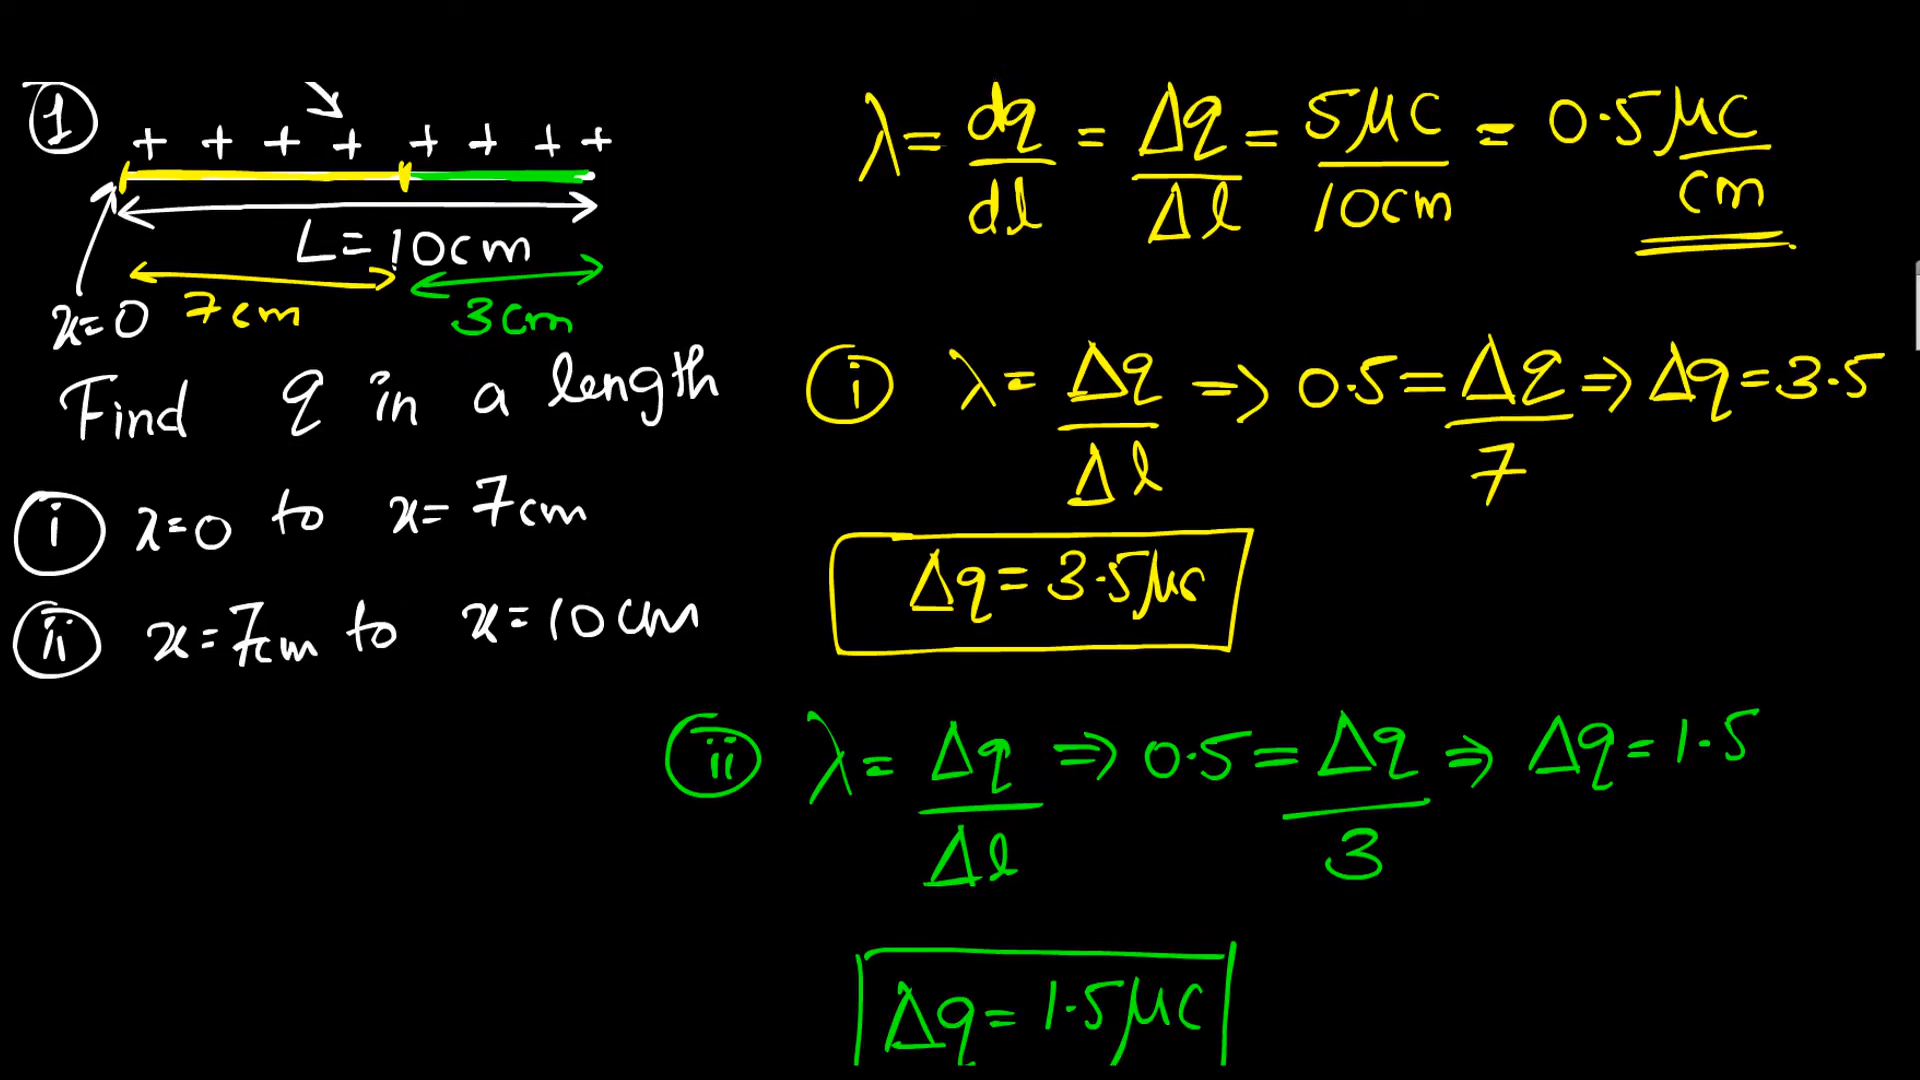 ① + + + + + + + +
L=10cm
x=0 7cm 3cm
Find q in a length
ⓘ x=0 to x=7cm
ⓘⓘ x=7cm to x=10cm
λ = dq/dl = Δq/Δl = 5μC/10cm = 0.5μC/cm
ⓘ λ = Δq/Δl ⇒ 0.5 = Δq/7 ⇒ Δq=3.5
Δq = 3.5μC
ⓘⓘ λ = Δq/Δl ⇒ 0.5 = Δq/3 ⇒ Δq=1.5
Δq = 1.5μC